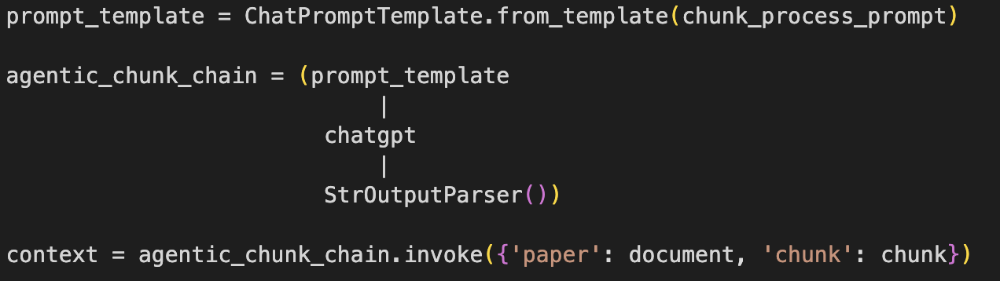 prompt_template = ChatPromptTemplate.from_template(chunk_process_prompt)
agentic_chunk_chain = (prompt_template
|
chatgpt
|
StrOutputParser())
context = agentic_chunk_chain.invoke({'paper': document, 'chunk': chunk})